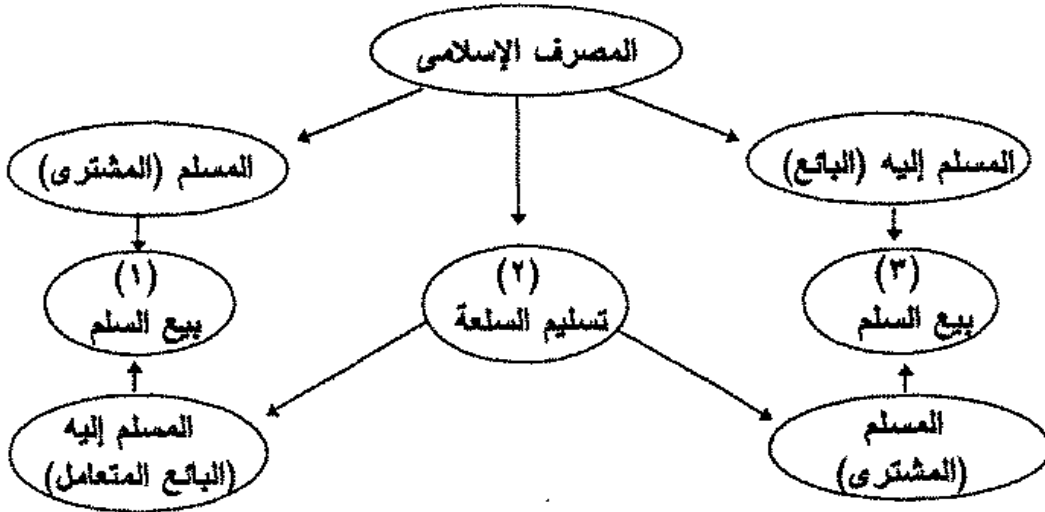 المصرف الإسلامى
المسلم إليه (البائع)
المسلم (المشترى)
(٣)
بيع السلم
(٢)
تسليم السلعة
(١)
بيع السلم
المسلم
(المشترى)
المسلم إليه
(البائع المتعامل)